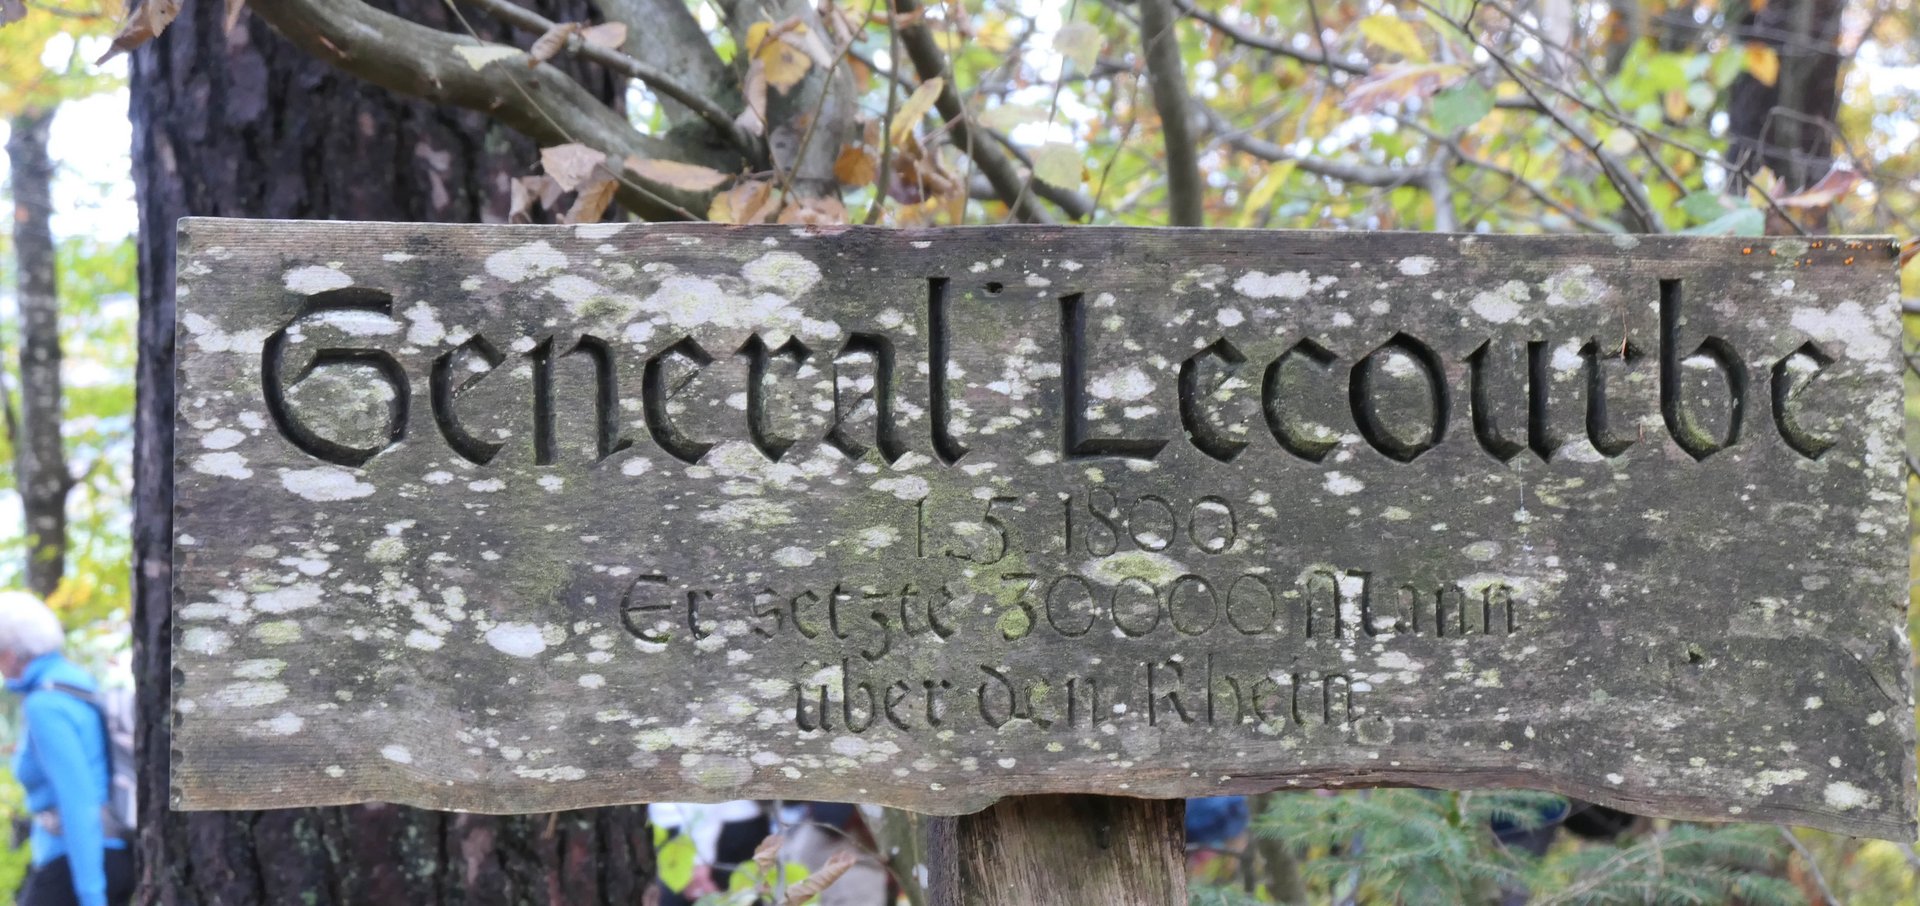 General Lecourbe
1.5.1800
Er setzte 30000 Mann
über den Rhein.